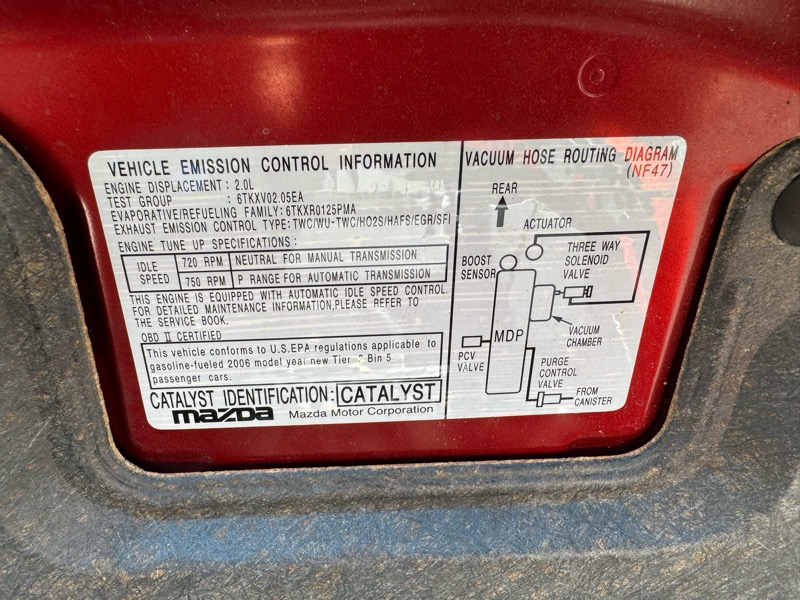 VEHICLE EMISSION CONTROL INFORMATION
ENGINE DISPLACEMENT : 2.0L
TEST GROUP : 6TKXV02.05EA
EVAPORATIVE/REFUELING FAMILY: 6TKXR0125PMA
EXHAUST EMISSION CONTROL TYPE: TWC/WU-TWC/HO2S/HAFS/EGR/SFI
ENGINE TUNE UP SPECIFICATIONS :
IDLE SPEED
720 RPM NEUTRAL FOR MANUAL TRANSMISSION
750 RPM P RANGE FOR AUTOMATIC TRANSMISSION
THIS ENGINE IS EQUIPPED WITH AUTOMATIC IDLE SPEED CONTROL.
FOR DETAILED MAINTENANCE INFORMATION,PLEASE REFER TO
THE SERVICE BOOK.
OBD II CERTIFIED
This vehicle conforms to U.S.EPA regulations applicable to
gasoline-fueled 2006 model year new Tier Bin 5
passenger cars.
CATALYST IDENTIFICATION: CATALYST
mazda Mazda Motor Corporation
VACUUM HOSE ROUTING DIAGRAM
(NF47)
REAR
ACTUATOR
BOOST
SENSOR
THREE WAY
SOLENOID
VALVE
VACUUM
CHAMBER
MDP
PCV
VALVE
PURGE
CONTROL
VALVE
FROM
CANISTER